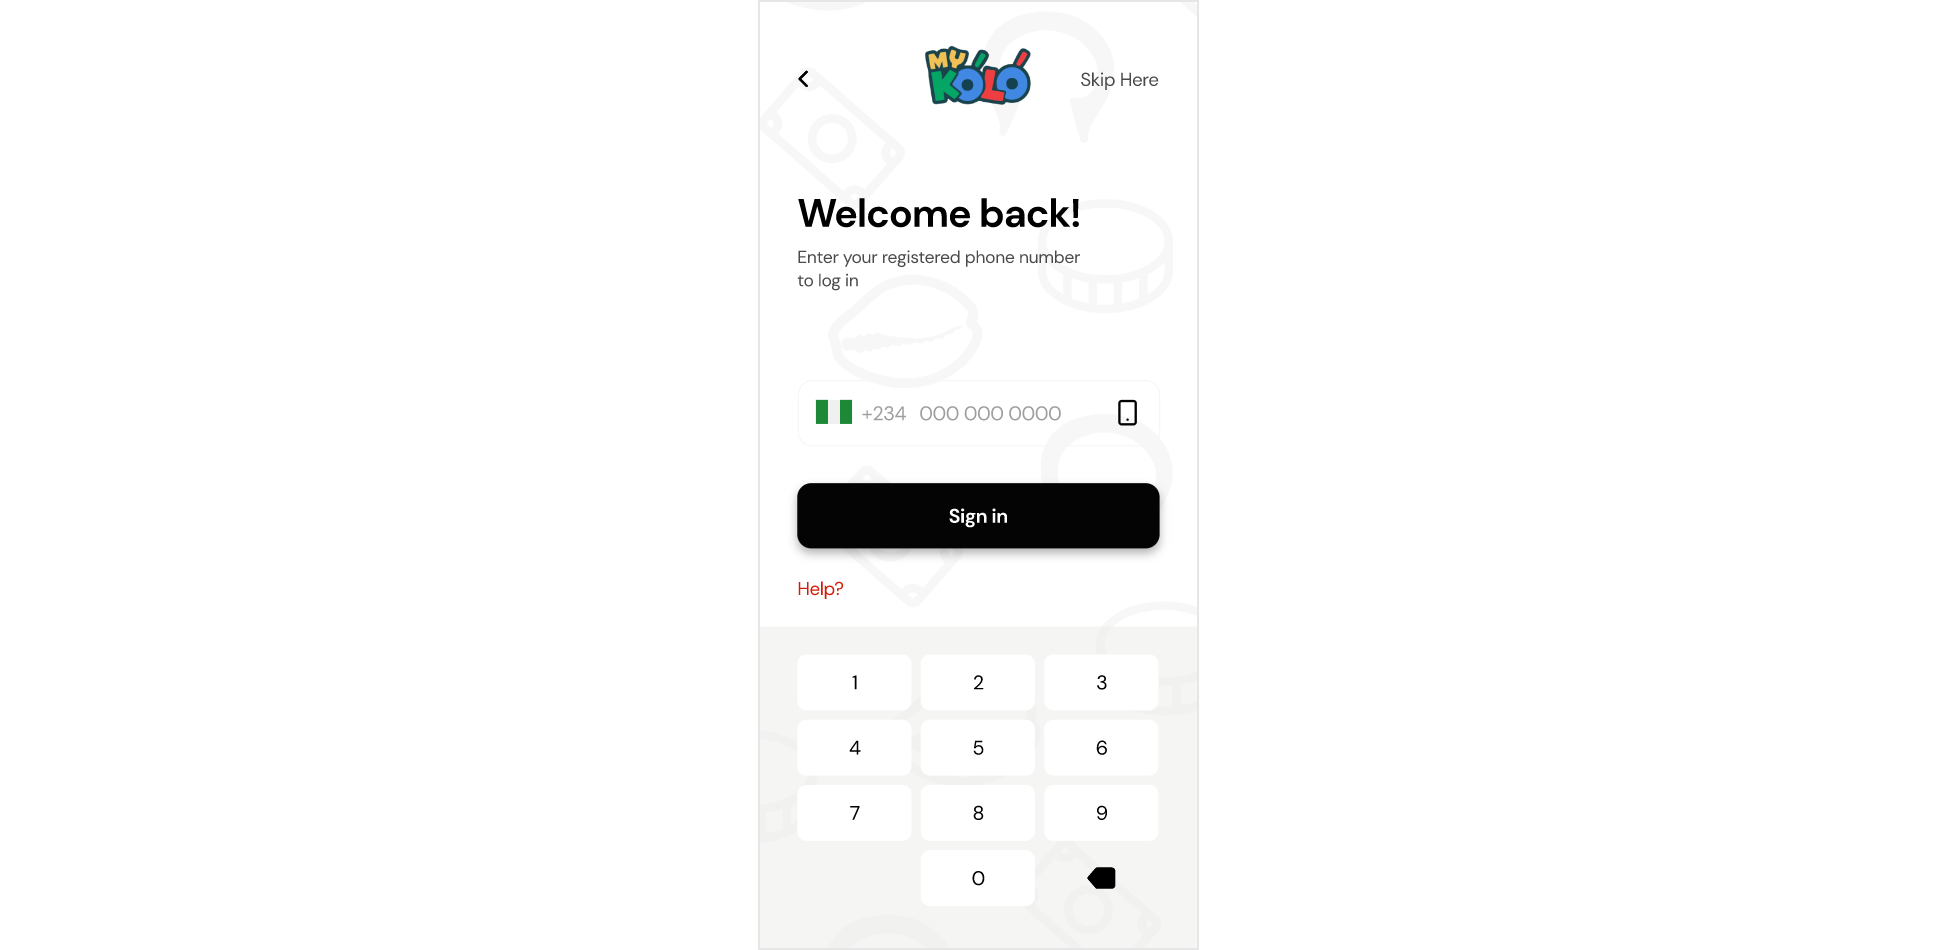 MY
KOLO
Skip Here
Welcome back!
Enter your registered phone number
to log in
+234 000 000 0000
Sign in
Help?
1 2 3
4 5 6
7 8 9
0